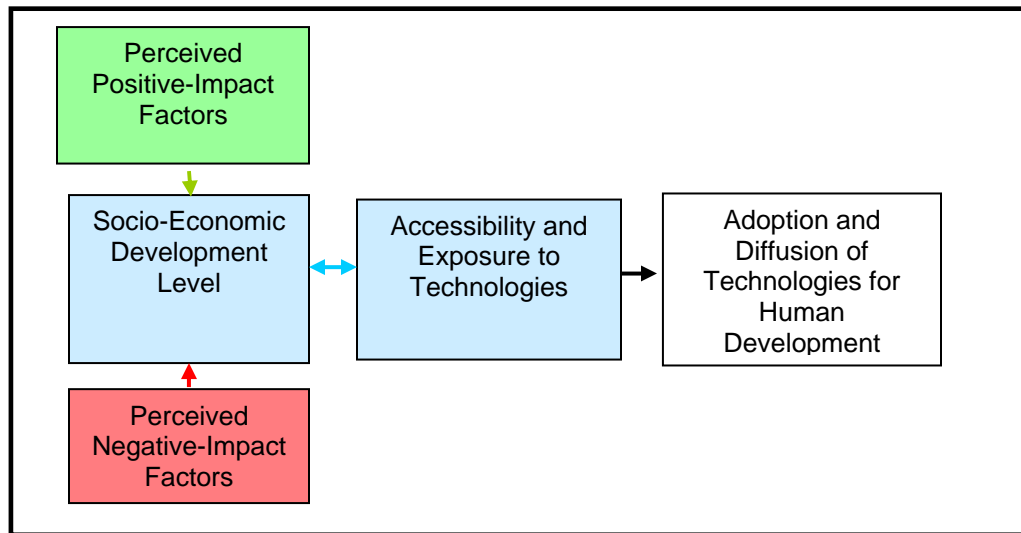 Perceived
Positive-Impact
Factors
Socio-Economic
Development
Level
Accessibility and
Exposure to
Technologies
Adoption and
Diffusion of
Technologies for
Human
Development
Perceived
Negative-Impact
Factors